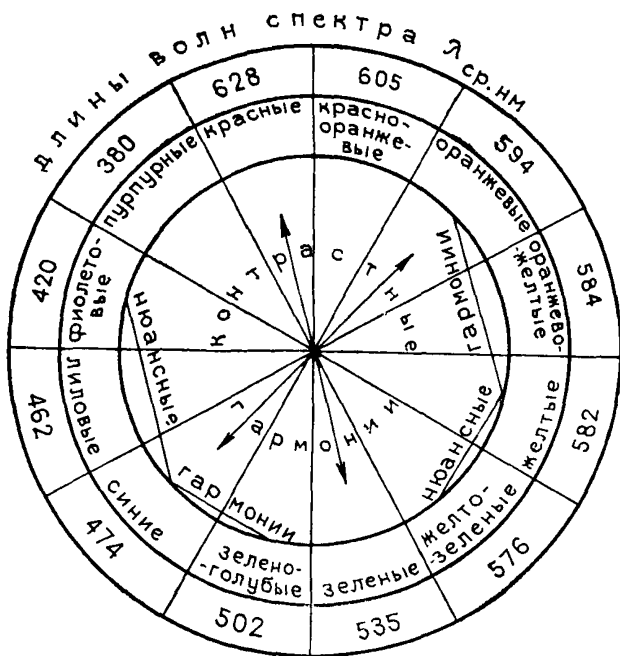 длины волн спектра λср.нм
628
605
594
584
582
576
535
502
474
462
420
380
красные
красно-
оранже-
вые
оранжевые
оранжево-
-желтые
желтые
желто-
-зеленые
зеленые
зелено-
-голубые
синие
лиловые
фиолето-
вые
пурпурные
контрастные
гармонии
нюансные
гармонии
нюансные
гармонии